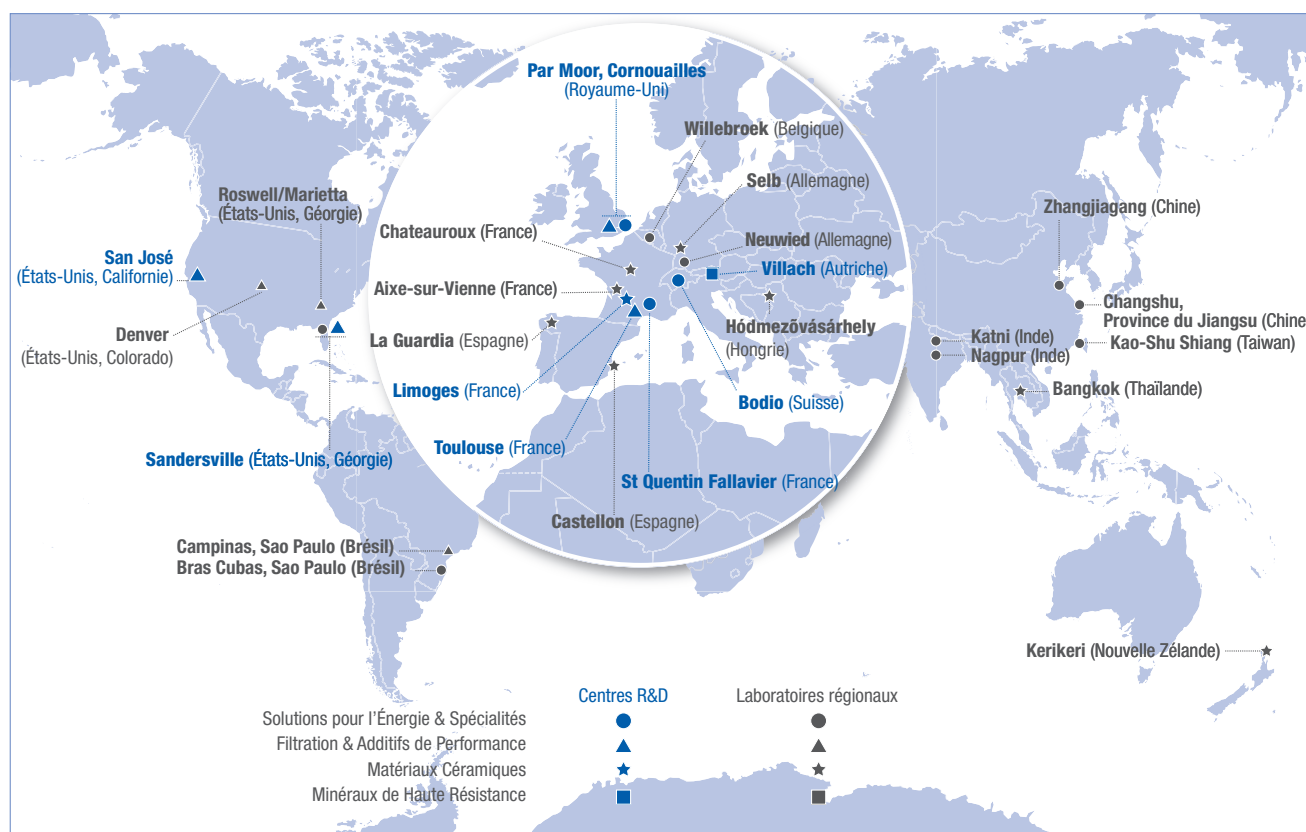 Par Moor, Cornouailles
(Royaume-Uni)
Willebroek (Belgique)
Selb (Allemagne)
Roswell/Marietta
(États-Unis, Géorgie)
Zhangjiagang (Chine)
Chateauroux (France)
Neuwied (Allemagne)
San José
(États-Unis, Californie)
Villach (Autriche)
Aixe-sur-Vienne (France)
Changshu,
Province du Jiangsu (Chine
Hódmezõvásárhely
(Hongrie)
Denver
(États-Unis, Colorado)
La Guardia (Espagne)
Katni (Inde)
Nagpur (Inde)
Kao-Shu Shiang (Taiwan)
Limoges (France)
Bodio (Suisse)
Bangkok (Thaïlande)
Toulouse (France)
Sandersville (États-Unis, Géorgie)
St Quentin Fallavier (France)
Castellon (Espagne)
Campinas, Sao Paulo (Brésil)
Bras Cubas, Sao Paulo (Brésil)
Kerikeri (Nouvelle Zélande)
Centres R&D
Laboratoires régionaux
Solutions pour l'Énergie & Spécialités
Filtration & Additifs de Performance
Matériaux Céramiques
Minéraux de Haute Résistance